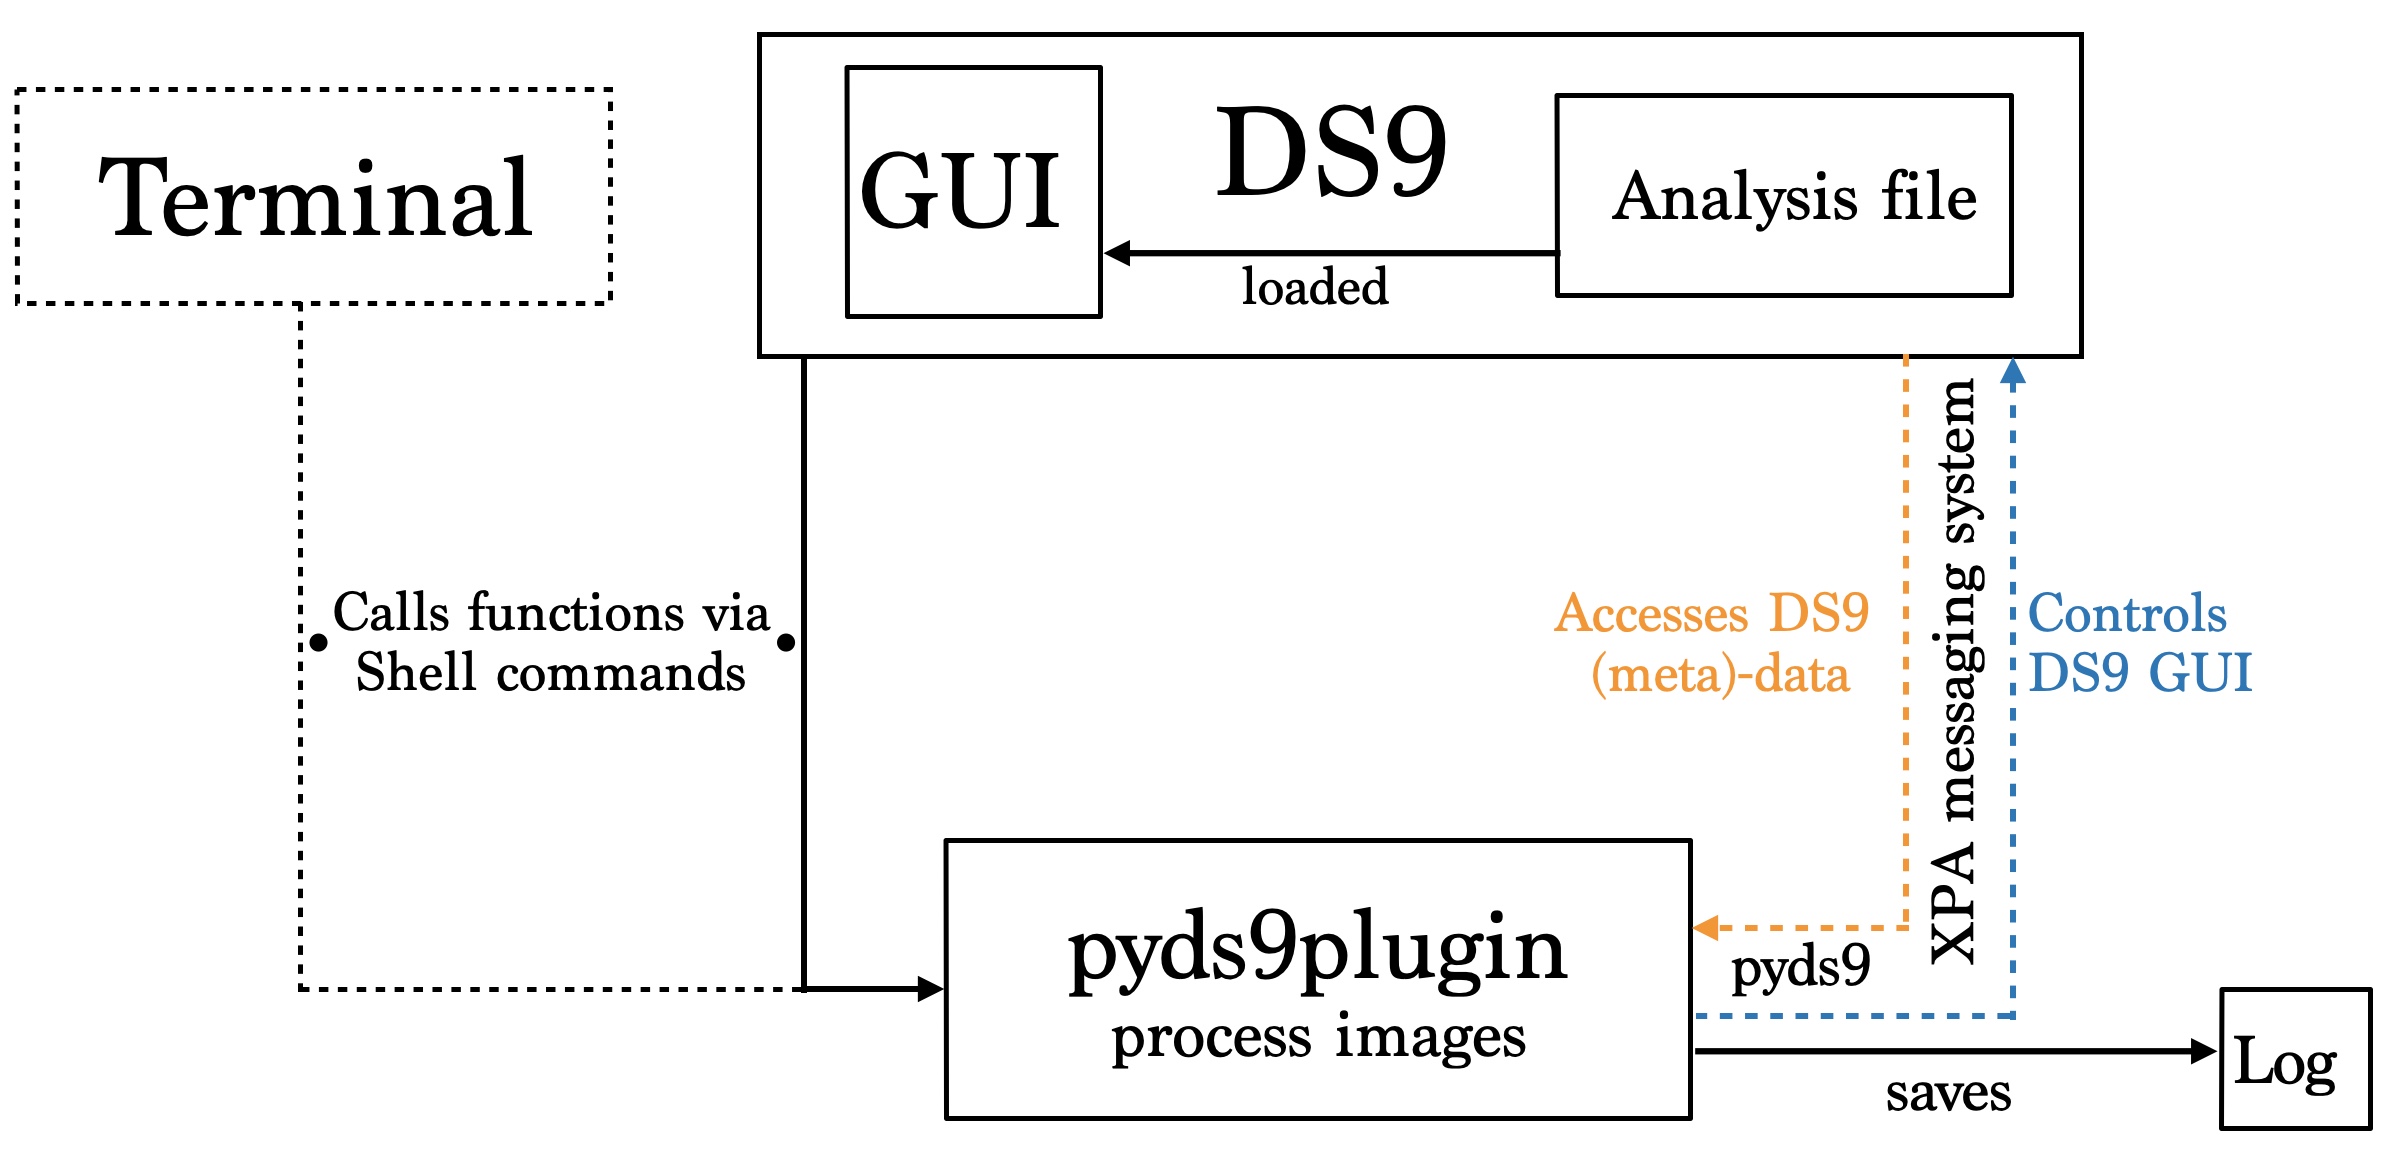 Terminal
GUI
DS9
Analysis file
loaded
Calls functions via
Shell commands
Accesses DS9
(meta)-data
XPA messaging system
Controls
DS9 GUI
pyds9plugin
process images
pyds9
saves
Log